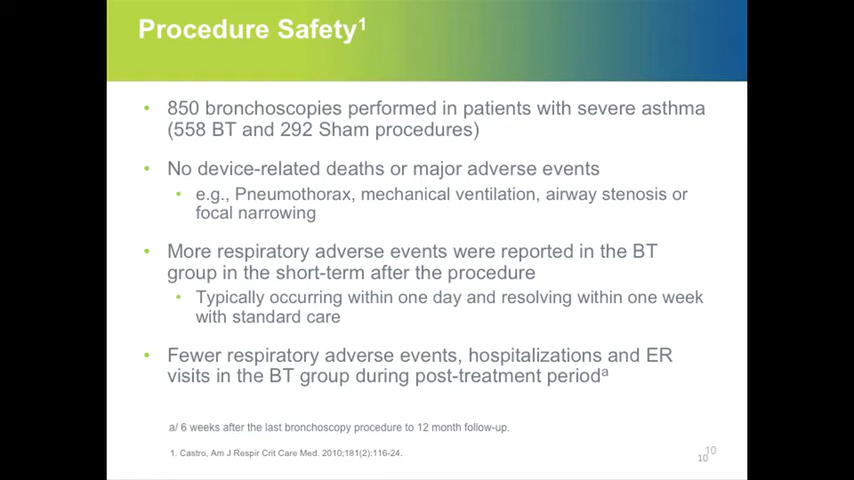 Procedure Safety¹
• 850 bronchoscopies performed in patients with severe asthma
(558 BT and 292 Sham procedures)
• No device-related deaths or major adverse events
• e.g., Pneumothorax, mechanical ventilation, airway stenosis or
focal narrowing
• More respiratory adverse events were reported in the BT
group in the short-term after the procedure
• Typically occurring within one day and resolving within one week
with standard care
• Fewer respiratory adverse events, hospitalizations and ER
visits in the BT group during post-treatment periodᵃ
a/ 6 weeks after the last bronchoscopy procedure to 12 month follow-up.
1. Castro, Am J Respir Crit Care Med. 2010;181(2):116-24.
10
10